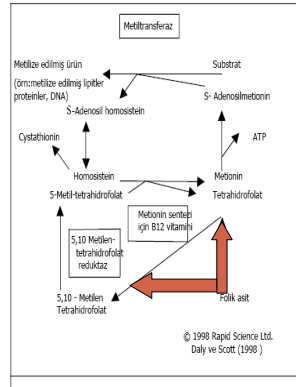 Metiltransferaz
Metilize edilmiş ürün
(örn:metilize edilmiş lipitler
proteinler, DNA)
Substrat
S-Adenosil homosistein
S- Adenosilmetionin
Cystathionin
ATP
Homosistein
Metionin
5-Metil-tetrahidrofolat
Tetrahidrofolat
Metionin sentezi
için B12 vitamini
5,10 Metilen-
tetrahidrofolat
reduktaz
5,10 - Metilen
Tetrahidrofolat
Folik asit
© 1998 Rapid Science Ltd.
Daly ve Scott (1998 )